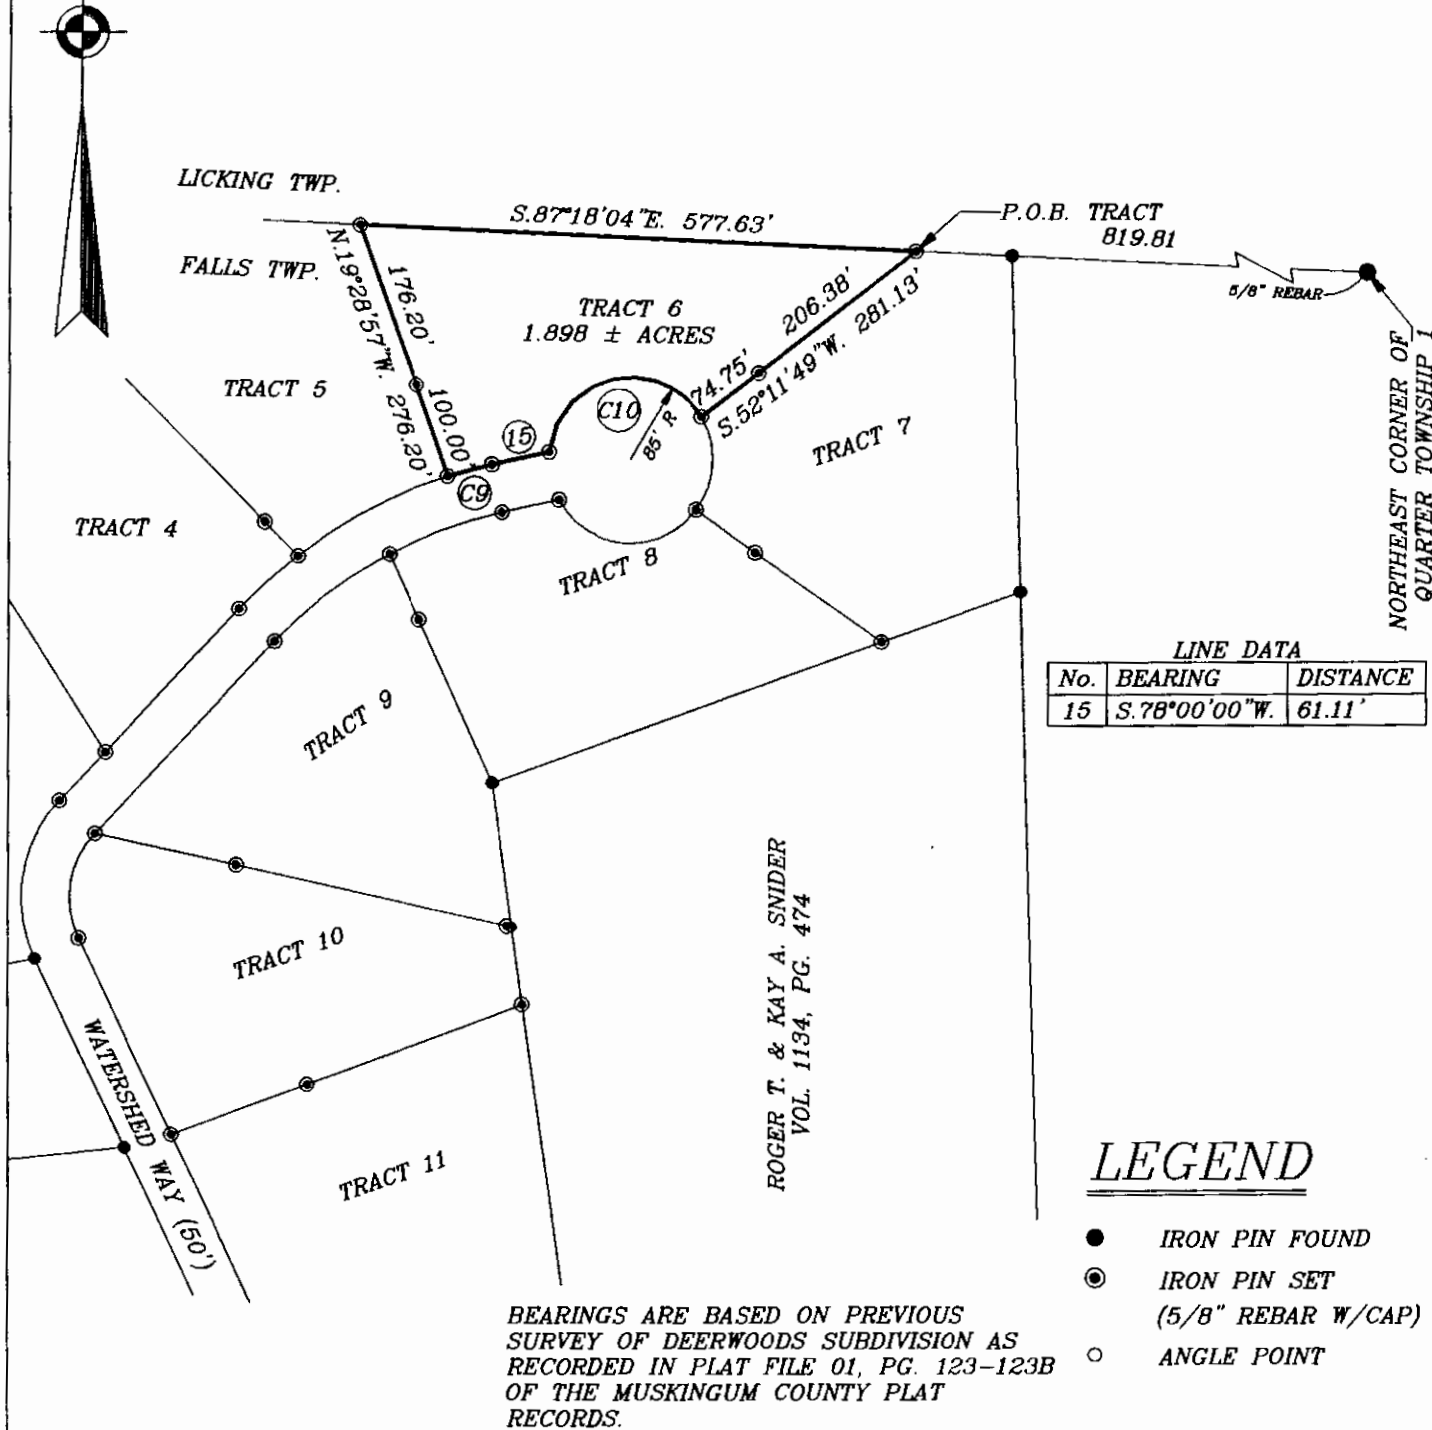 LICKING TWP.
FALLS TWP.
S.87°18'04"E. 577.63'
P.O.B. TRACT
819.81
5/8" REBAR
NORTHEAST CORNER OF
QUARTER TOWNSHIP 1
N.19°28'57"W. 276.20'
176.20'
100.00'
TRACT 6
1.898 ± ACRES
206.38'
74.75'
S.52°11'49"W. 281.13'
C10
85' R
15
C9
TRACT 5
TRACT 7
TRACT 4
TRACT 8
LINE DATA
No. BEARING DISTANCE
15 S.78°00'00"W. 61.11'
TRACT 9
TRACT 10
TRACT 11
WATERSHED WAY (50')
ROGER T. & KAY A. SNIDER
VOL. 1134, PG. 474
LEGEND
IRON PIN FOUND
IRON PIN SET
(5/8" REBAR W/CAP)
ANGLE POINT
BEARINGS ARE BASED ON PREVIOUS
SURVEY OF DEERWOODS SUBDIVISION AS
RECORDED IN PLAT FILE 01, PG. 123-123B
OF THE MUSKINGUM COUNTY PLAT
RECORDS.